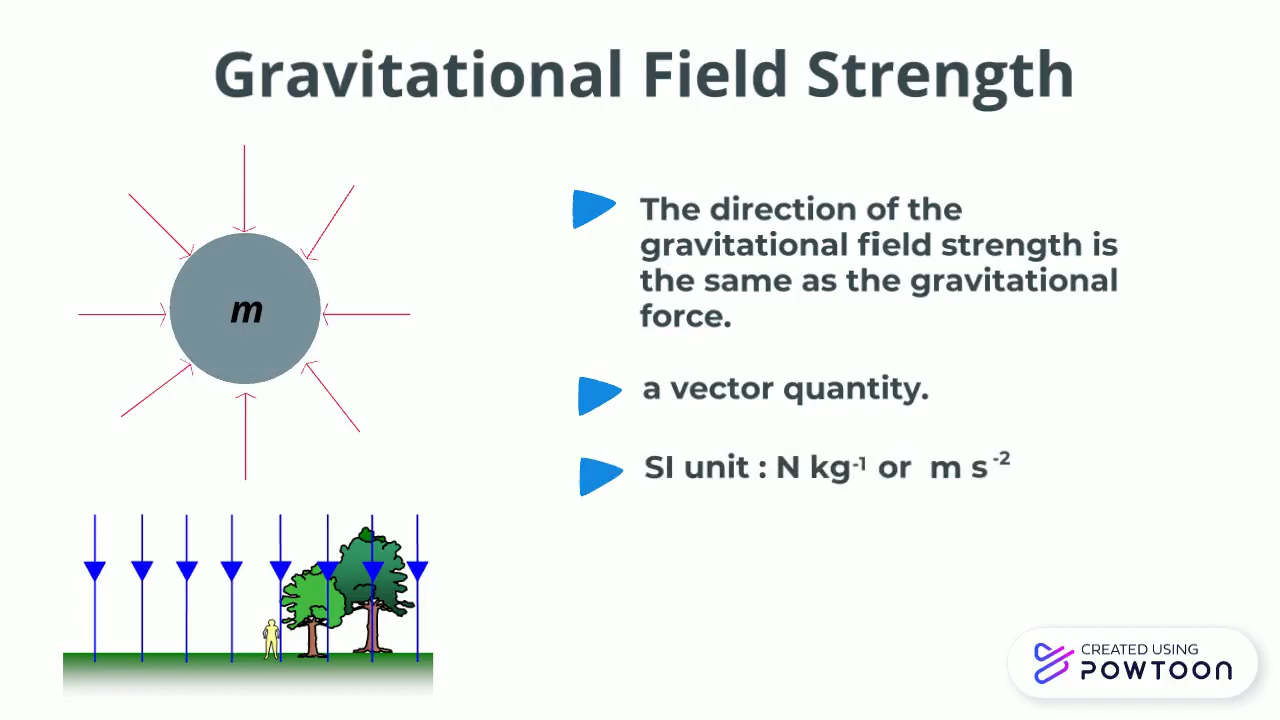 Gravitational Field Strength
m
The direction of the
gravitational field strength is
the same as the gravitational
force.
a vector quantity.
SI unit : N kg⁻¹ or m s⁻²
CREATED USING
POWTOON